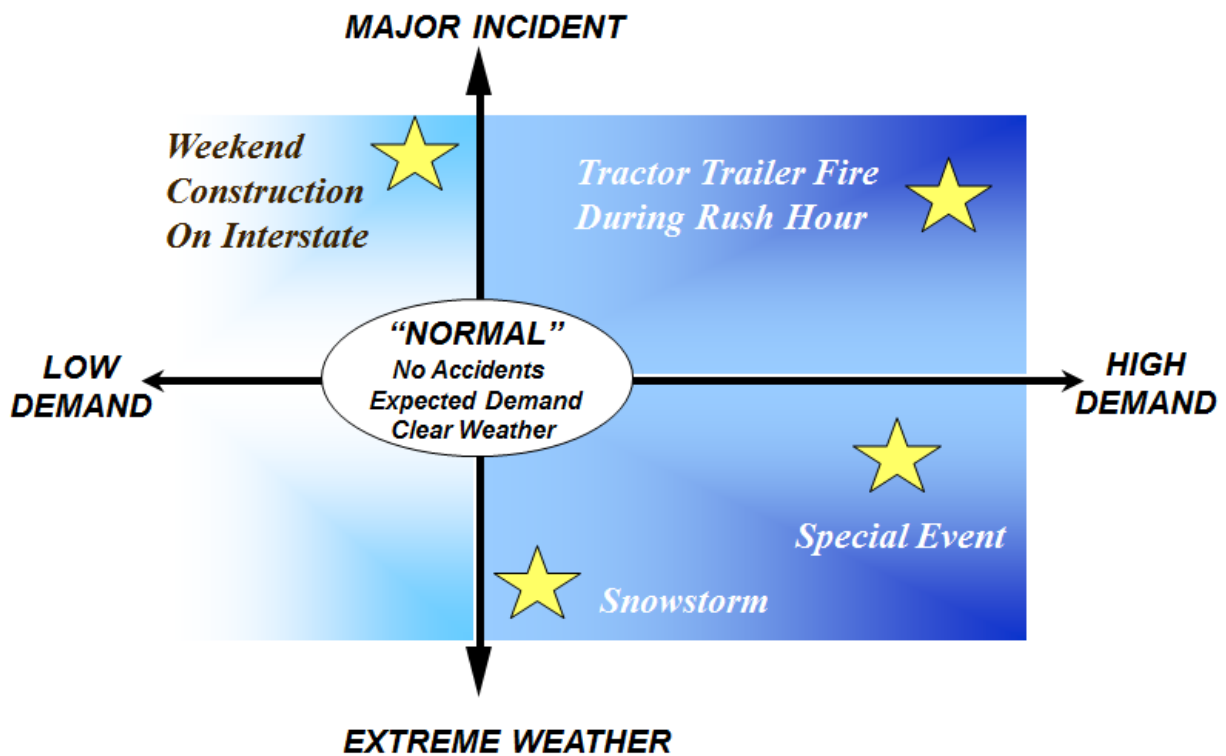 MAJOR INCIDENT
Weekend
Construction
On Interstate
Tractor Trailer Fire
During Rush Hour
“NORMAL”
No Accidents
Expected Demand
Clear Weather
LOW
DEMAND
HIGH
DEMAND
Special Event
Snowstorm
EXTREME WEATHER